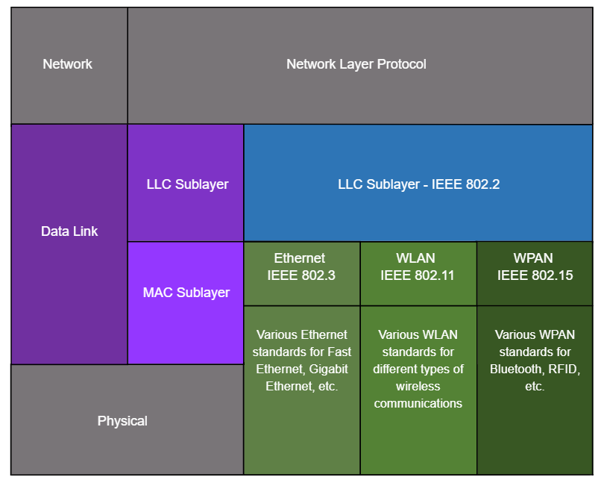 Network
Network Layer Protocol
Data Link
LLC Sublayer
LLC Sublayer - IEEE 802.2
MAC Sublayer
Ethernet
IEEE 802.3
WLAN
IEEE 802.11
WPAN
IEEE 802.15
Various Ethernet
standards for Fast
Ethernet, Gigabit
Ethernet, etc.
Various WLAN
standards for
different types of
wireless
communications
Various WPAN
standards for
Bluetooth, RFID,
etc.
Physical